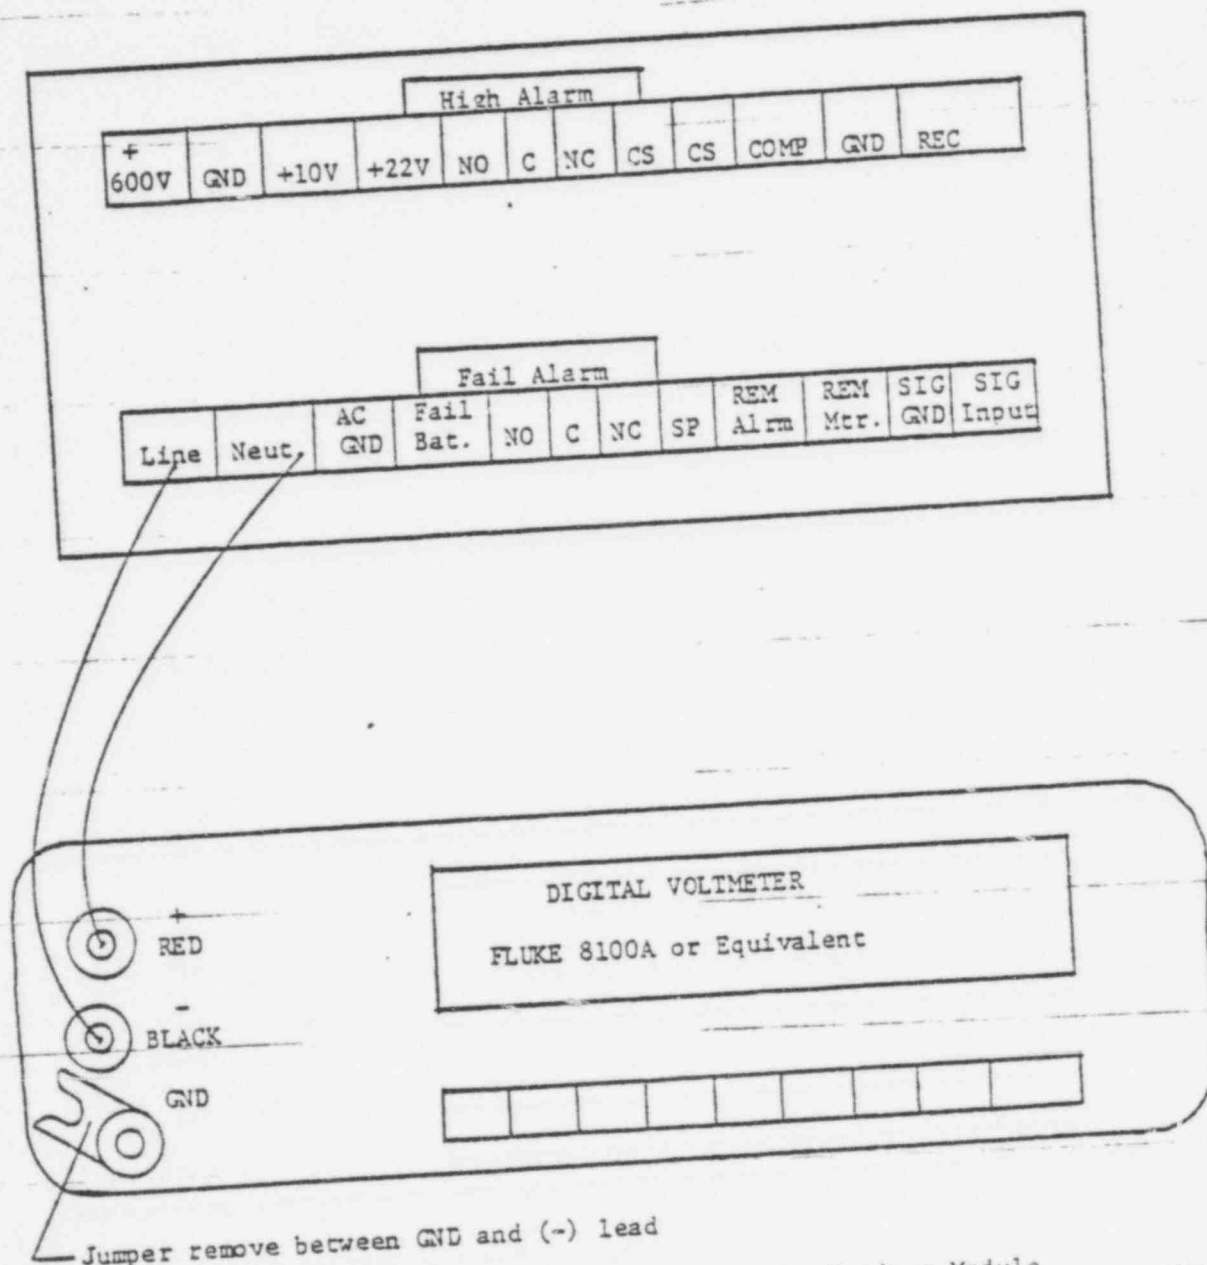 High Alarm
+
600V GND +10V +22V NO C NC CS CS COMP GND REC
Fail Alarm
Line Neut. AC GND Fail Bat. NO C NC SP REM Alrm REM Mtr. SIG GND SIG Input
DIGITAL VOLTMETER
+
RED
FLUKE 8100A or Equivalent
-
BLACK
GND
Jumper remove between GND and (-) lead
Module